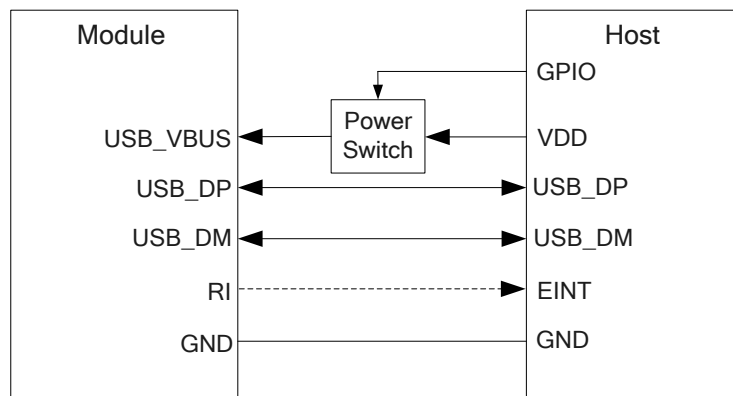 Module
Host
GPIO
Power
Switch
USB_VBUS
VDD
USB_DP
USB_DP
USB_DM
USB_DM
RI
EINT
GND
GND